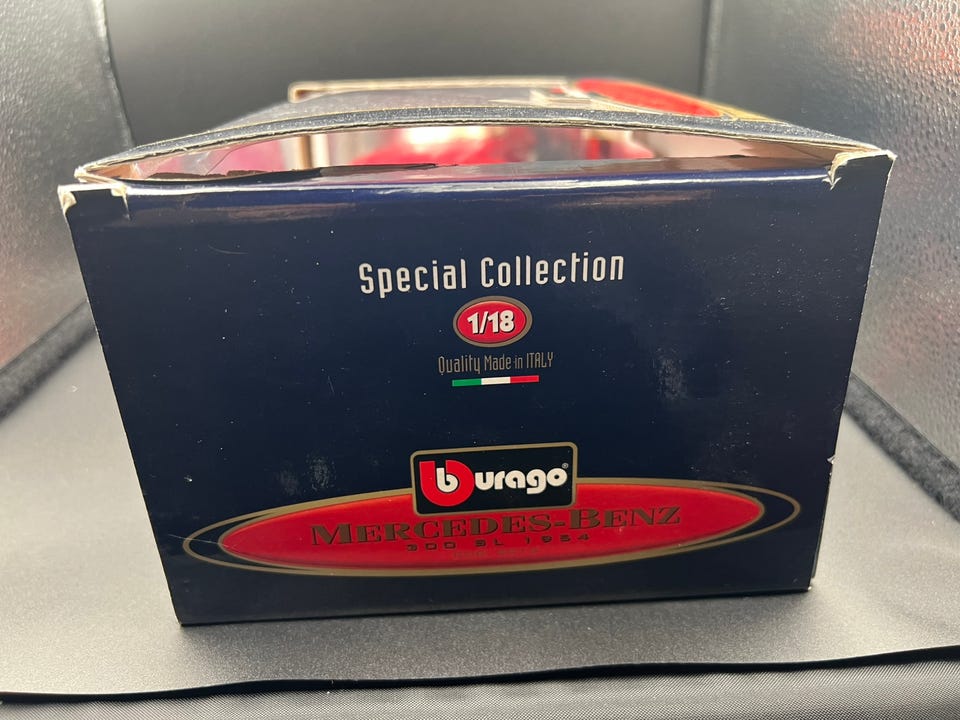 Special Collection
1/18
Quality Made in ITALY
burago®
MERCEDES-BENZ
300 SL 1954